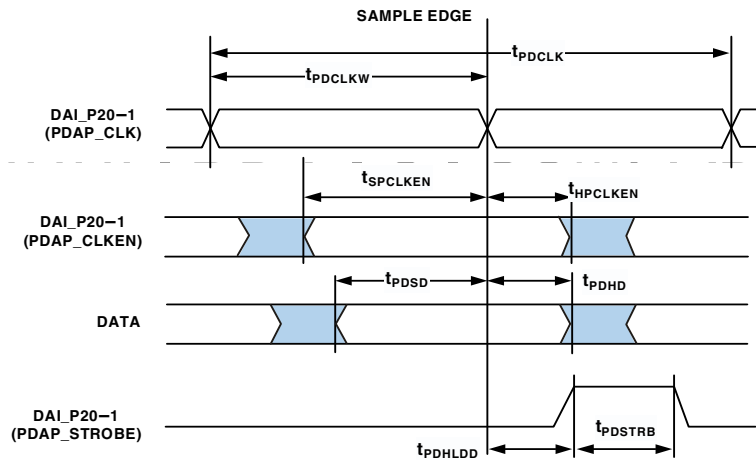 SAMPLE EDGE
tPDCLK
tPDCLKW
DAI_P20–1
(PDAP_CLK)
tSPCLKEN
tHPCLKEN
DAI_P20–1
(PDAP_CLKEN)
tPDSD
tPDHD
DATA
DAI_P20–1
(PDAP_STROBE)
tPDSTRB
tPDHLDD